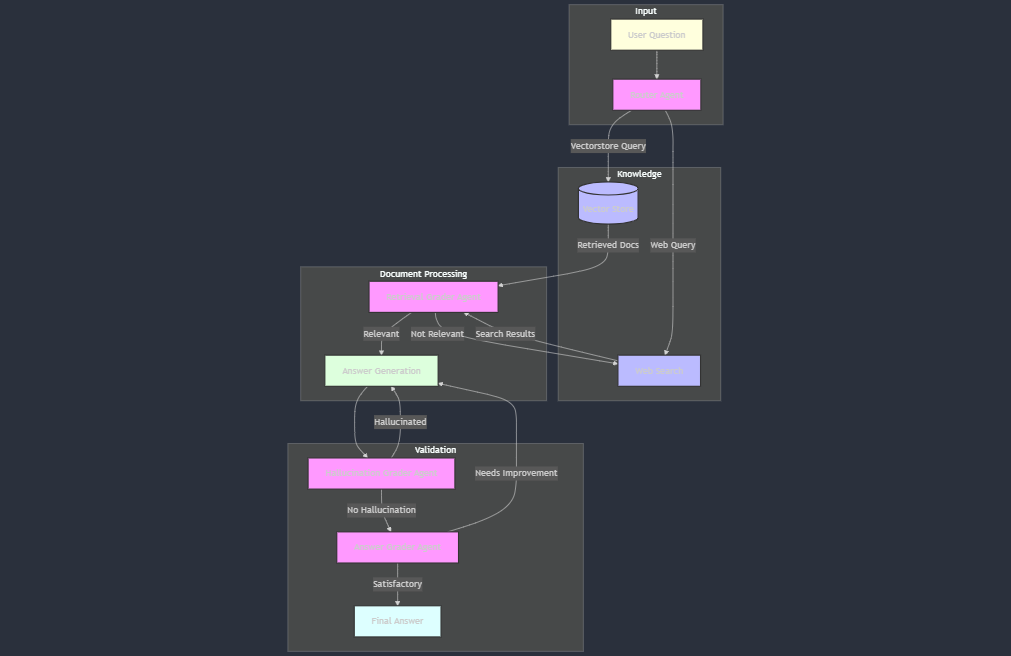 Input
User Question
Router Agent
Vectorstore Query
Knowledge
Vector Store
Retrieved Docs
Web Query
Document Processing
Retrieval Grader Agent
Relevant
Not Relevant
Search Results
Answer Generation
Web Search
Hallucinated
Validation
Hallucination Grader Agent
Needs Improvement
No Hallucination
Answer Grader Agent
Satisfactory
Final Answer